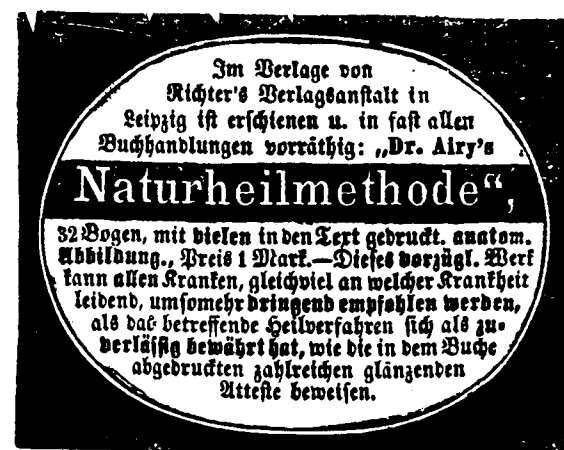 Im Verlage von
Richter's Verlagsanstalt in
Leipzig ist erschienen u. in fast allen
Buchhandlungen vorräthig: „Dr. Airy's
Naturheilmethode“,
32 Bogen, mit vielen in den Text gedruckt. anatom.
Abbildung., Preis 1 Mark.—Dieses vorzügl. Werk
kann allen Kranken, gleichviel an welcher Krankheit
leidend, umsomehr dringend empfohlen werden,
als das betreffende Heilverfahren sich als zu-
verlässig bewährt hat, wie die in dem Buche
abgedruckten zahlreichen glänzenden
Atteste beweisen.